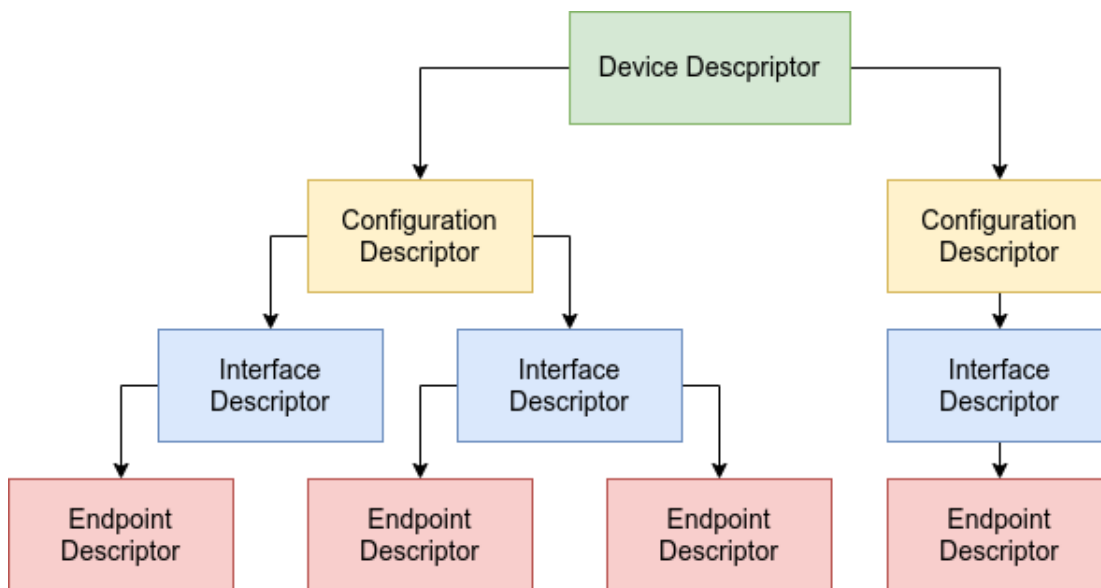 Device Descpriptor
Configuration
Descriptor
Configuration
Descriptor
Interface
Descriptor
Interface
Descriptor
Interface
Descriptor
Endpoint
Descriptor
Endpoint
Descriptor
Endpoint
Descriptor
Endpoint
Descriptor